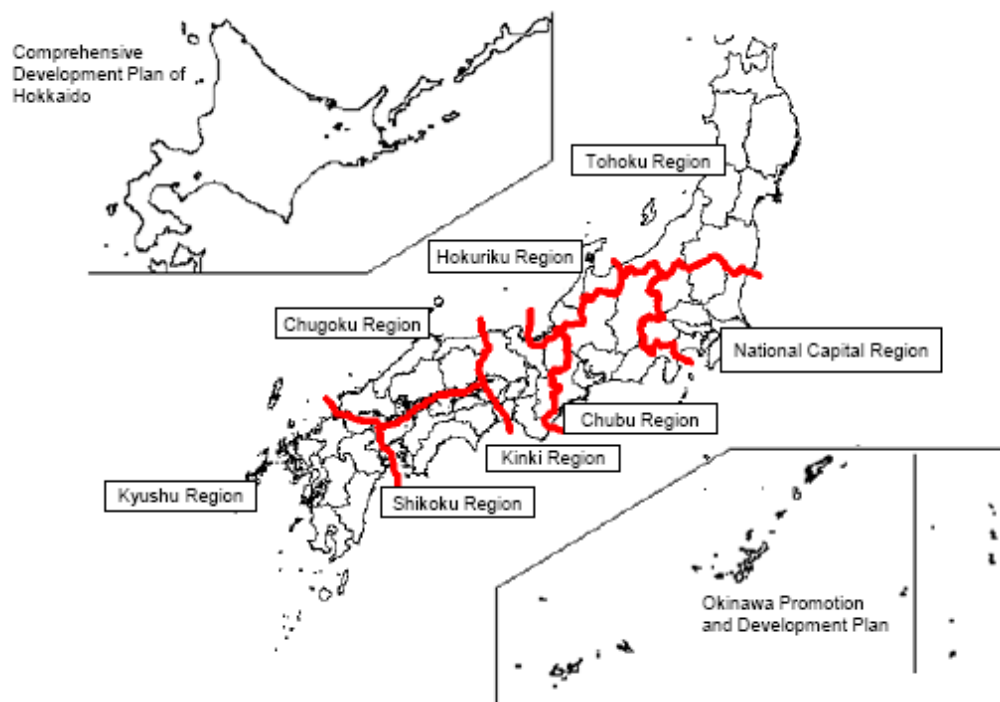 Comprehensive
Development Plan of
Hokkaido
Tohoku Region
Hokuriku Region
Chugoku Region
National Capital Region
Chubu Region
Kinki Region
Kyushu Region
Shikoku Region
Okinawa Promotion
and Development Plan